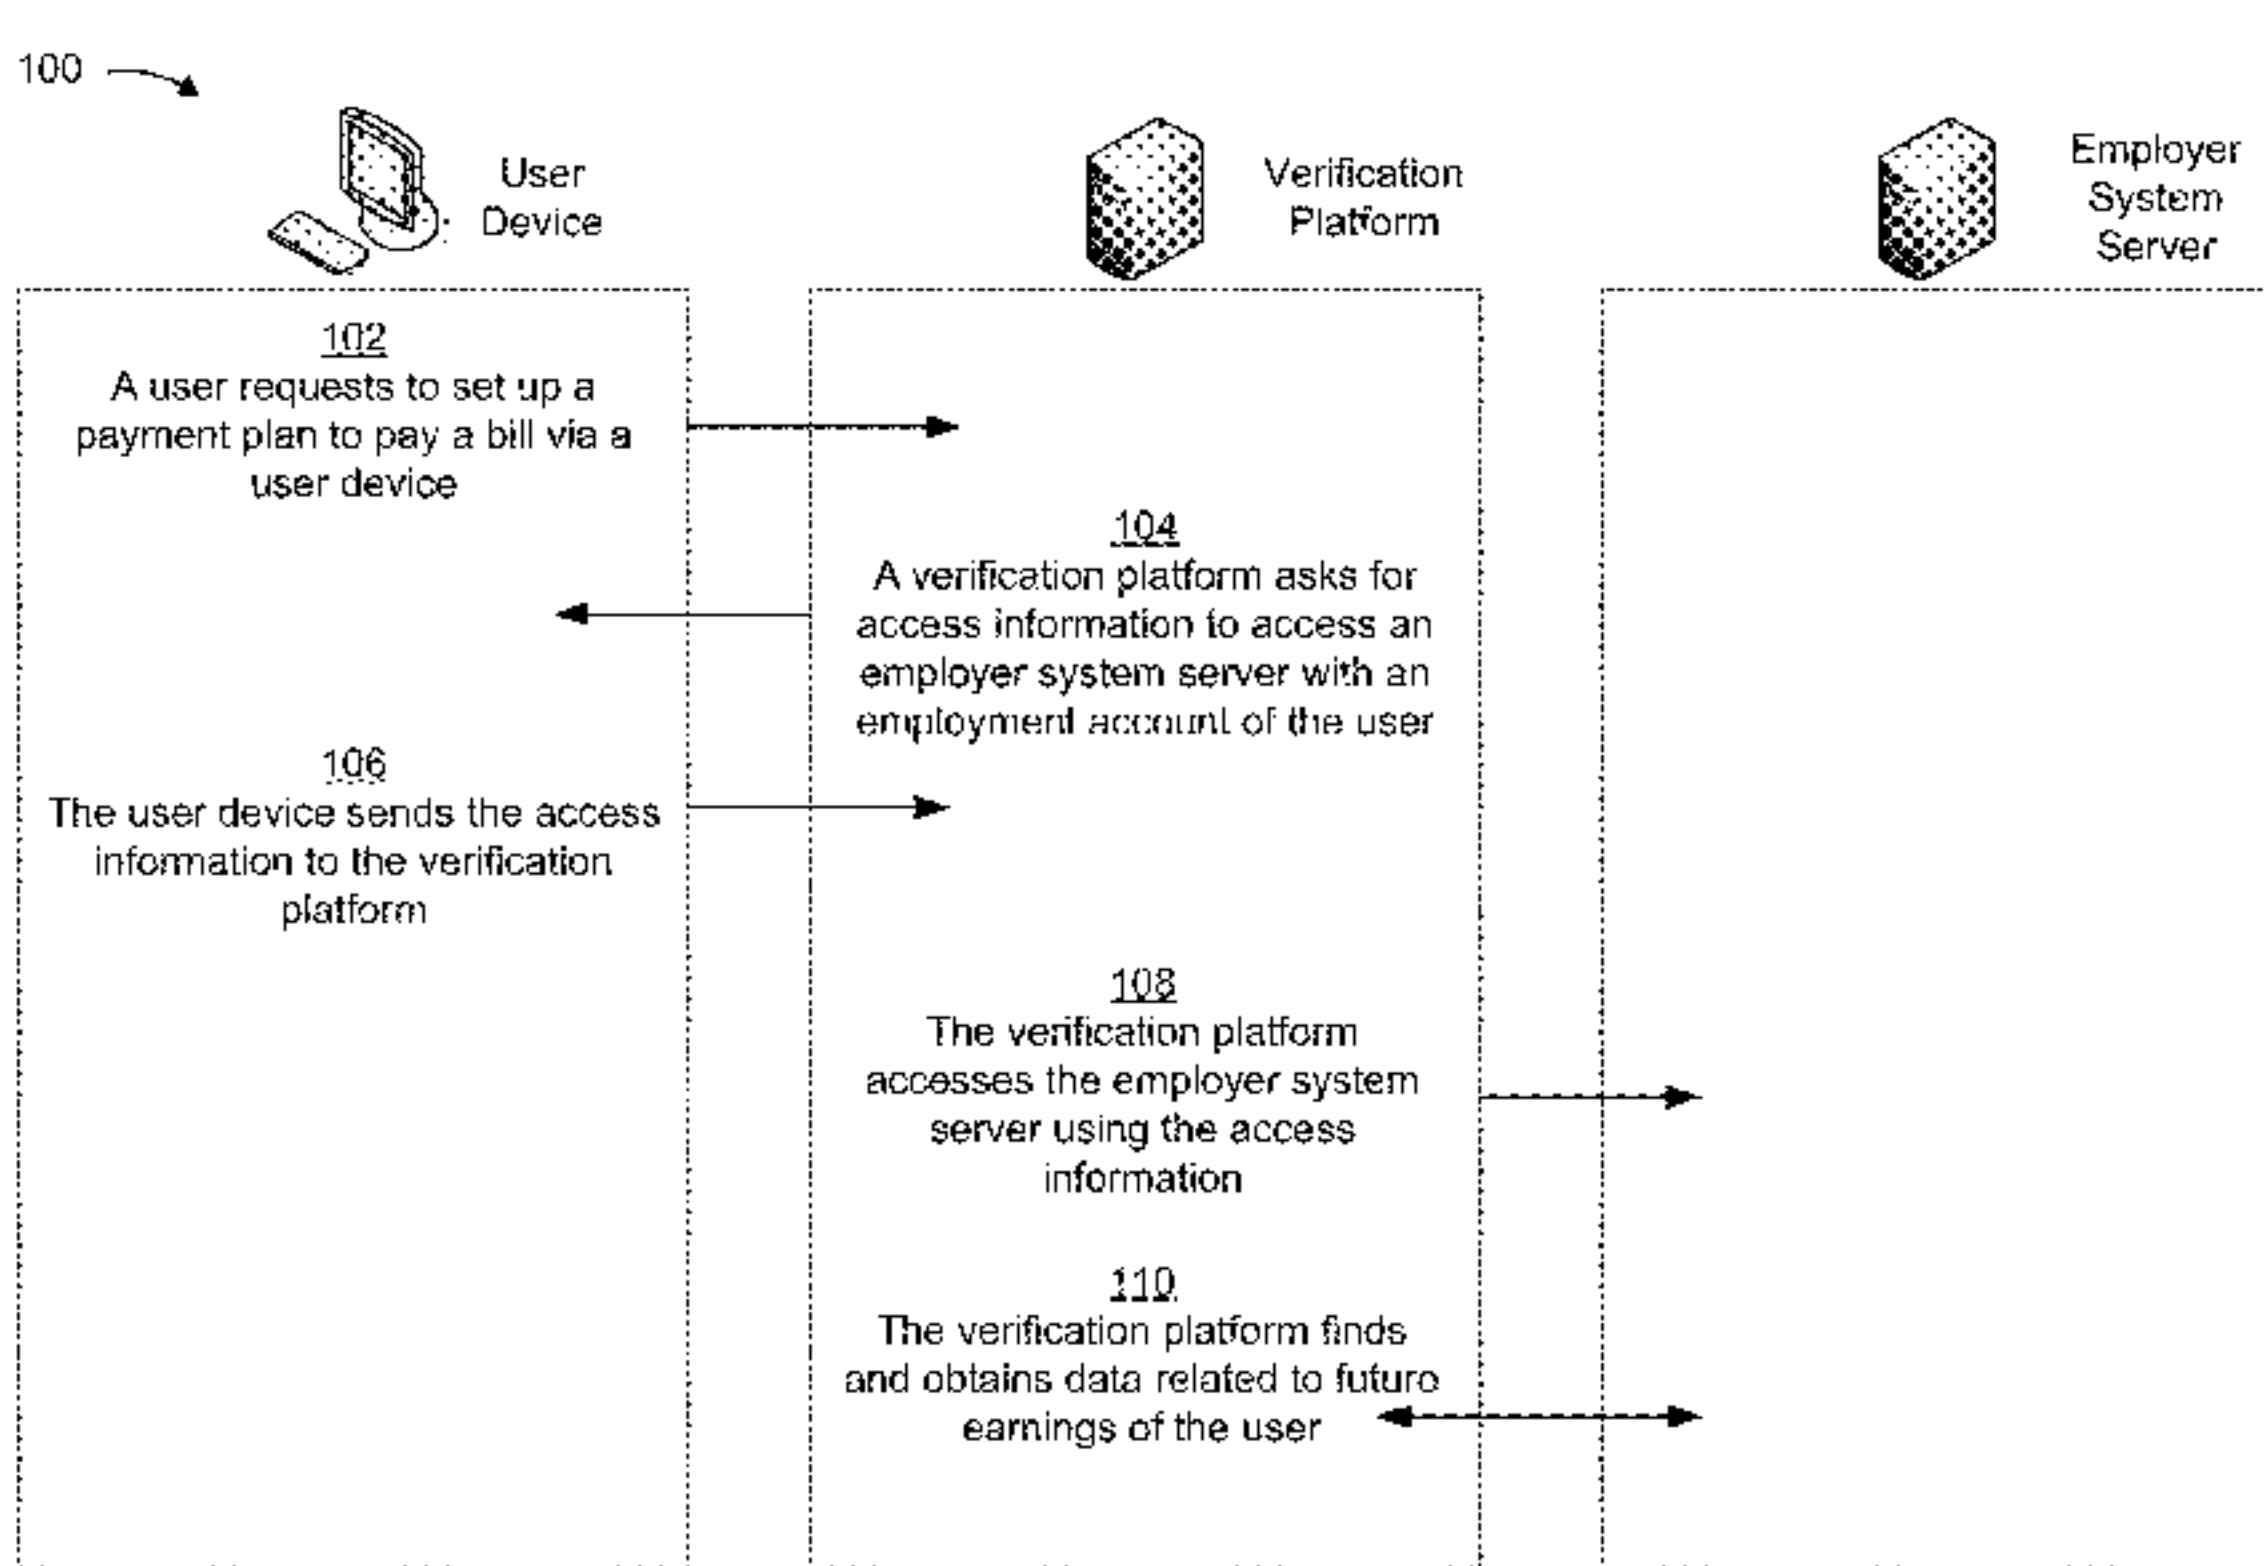 100
User
Device
Verification
Platform
Employer
System
Server
102
A user requests to set up a
payment plan to pay a bill via a
user device
104
A verification platform asks for
access information to access an
employer system server with an
employment account of the user
106
The user device sends the access
information to the verification
platform
108
The verification platform
accesses the employer system
server using the access
information
110
The verification platform finds
and obtains data related to future
earnings of the user